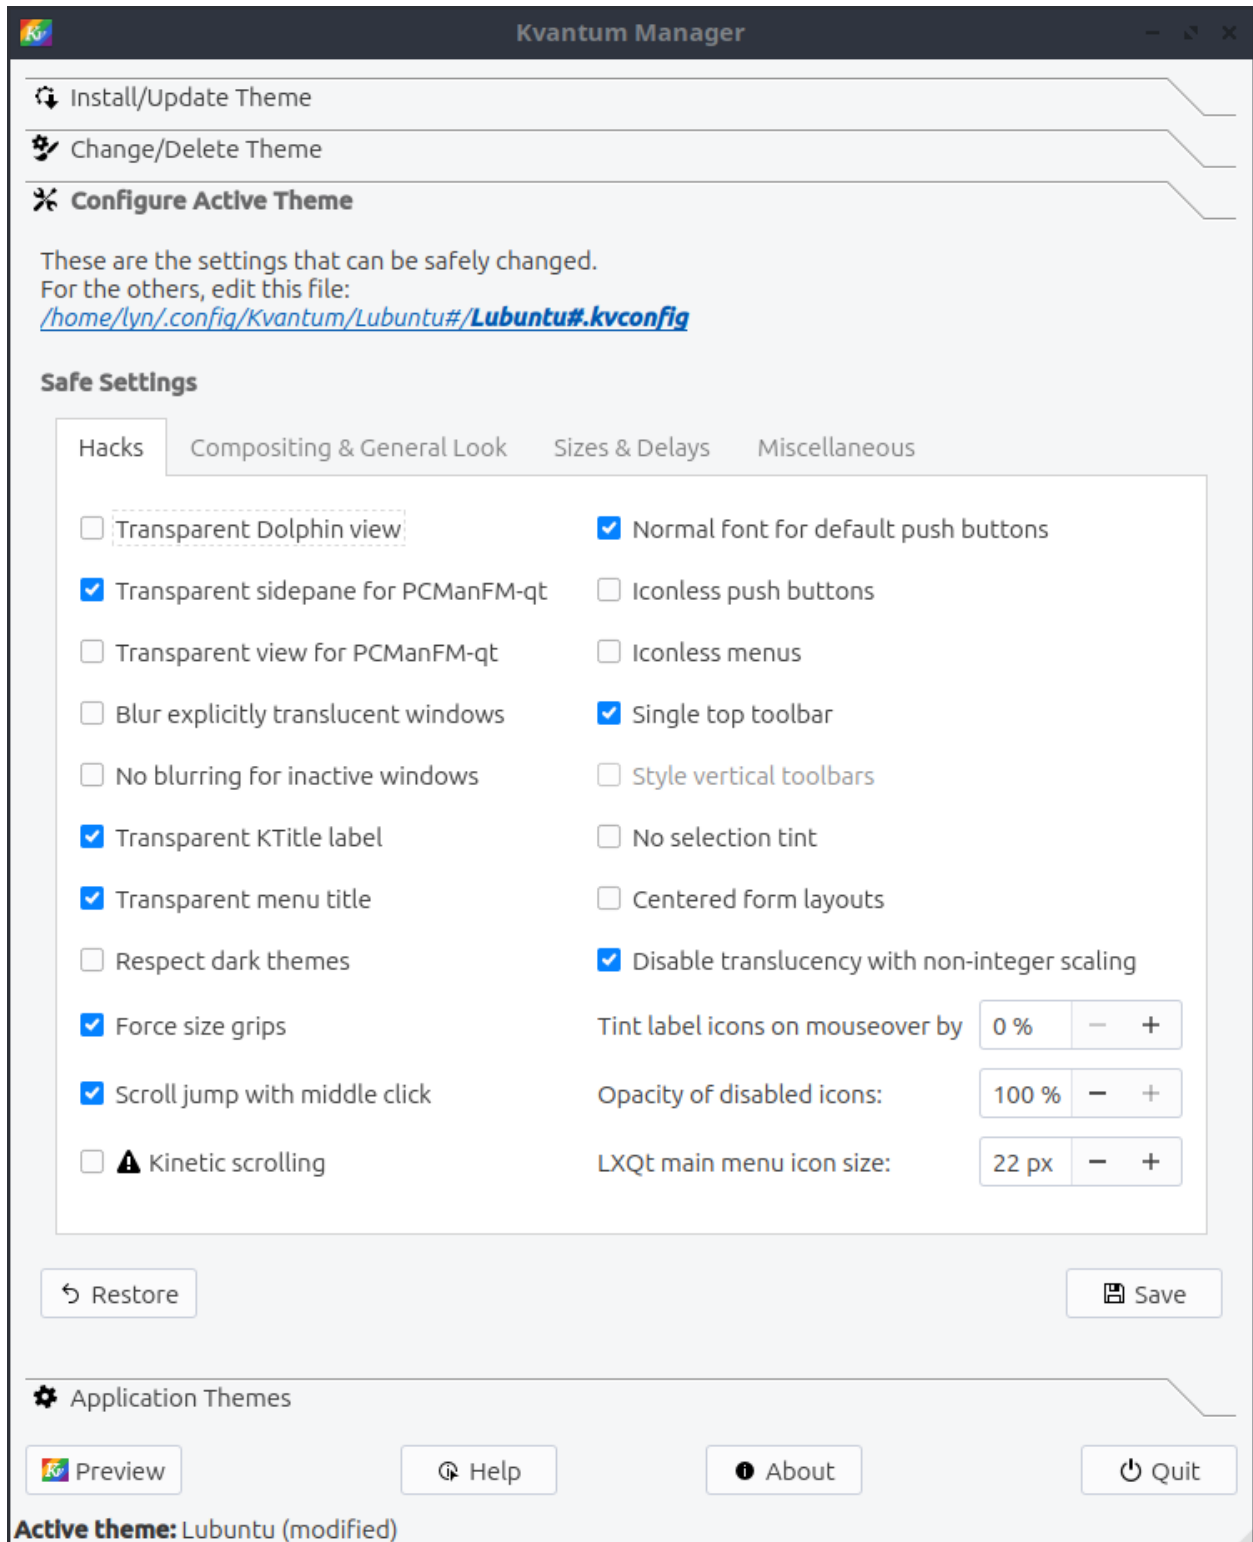 Kvantum Manager
Install/Update Theme
Change/Delete Theme
Configure Active Theme
These are the settings that can be safely changed.
For the others, edit this file:
/home/lyn/.config/Kvantum/Lubuntu#/Lubuntu#.kvconfig
Safe Settings
Hacks Compositing & General Look Sizes & Delays Miscellaneous
Transparent Dolphin view
Transparent sidepane for PCManFM-qt
Transparent view for PCManFM-qt
Blur explicitly translucent windows
No blurring for inactive windows
Transparent KTitle label
Transparent menu title
Respect dark themes
Force size grips
Scroll jump with middle click
Kinetic scrolling
Normal font for default push buttons
Iconless push buttons
Iconless menus
Single top toolbar
Style vertical toolbars
No selection tint
Centered form layouts
Disable translucency with non-integer scaling
Tint label icons on mouseover by 0 % − +
Opacity of disabled icons: 100 % − +
LXQt main menu icon size: 22 px − +
Restore Save
Application Themes
Preview Help About Quit
Active theme: Lubuntu (modified)